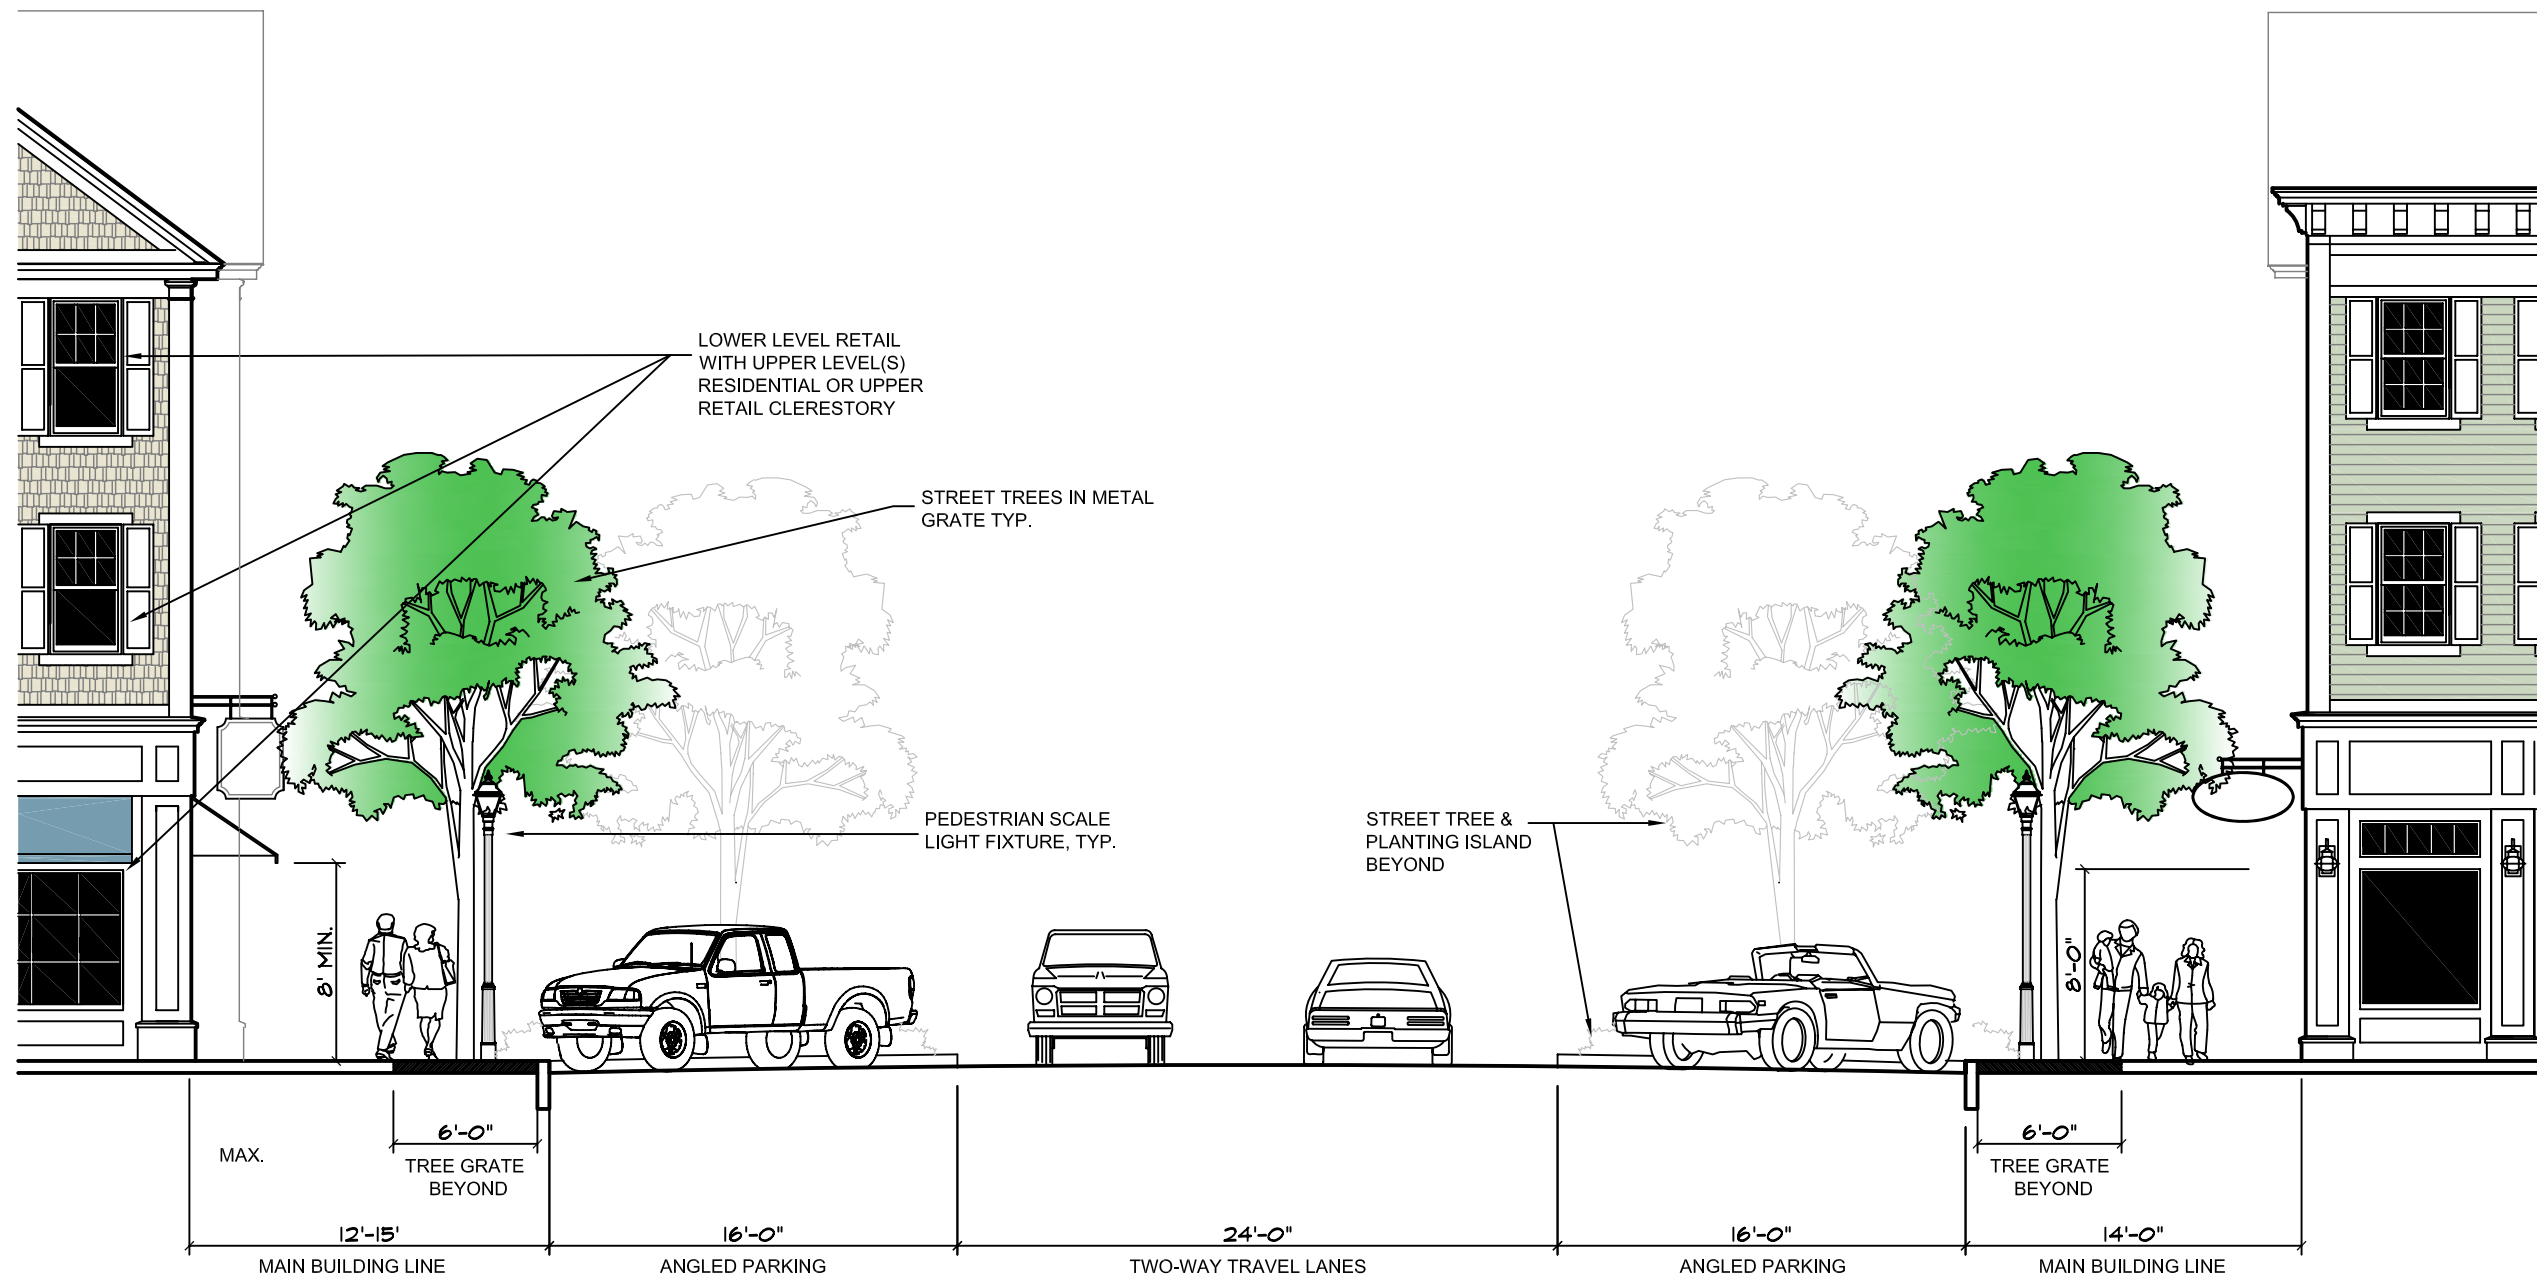 LOWER LEVEL RETAIL
WITH UPPER LEVEL(S)
RESIDENTIAL OR UPPER
RETAIL CLERESTORY
STREET TREES IN METAL
GRATE TYP.
PEDESTRIAN SCALE
LIGHT FIXTURE, TYP.
STREET TREE &
PLANTING ISLAND
BEYOND
8' MIN.
8'-0"
MAX.
6'-0"
TREE GRATE
BEYOND
6'-0"
TREE GRATE
BEYOND
12'-15'
MAIN BUILDING LINE
16'-0"
ANGLED PARKING
24'-0"
TWO-WAY TRAVEL LANES
16'-0"
ANGLED PARKING
14'-0"
MAIN BUILDING LINE